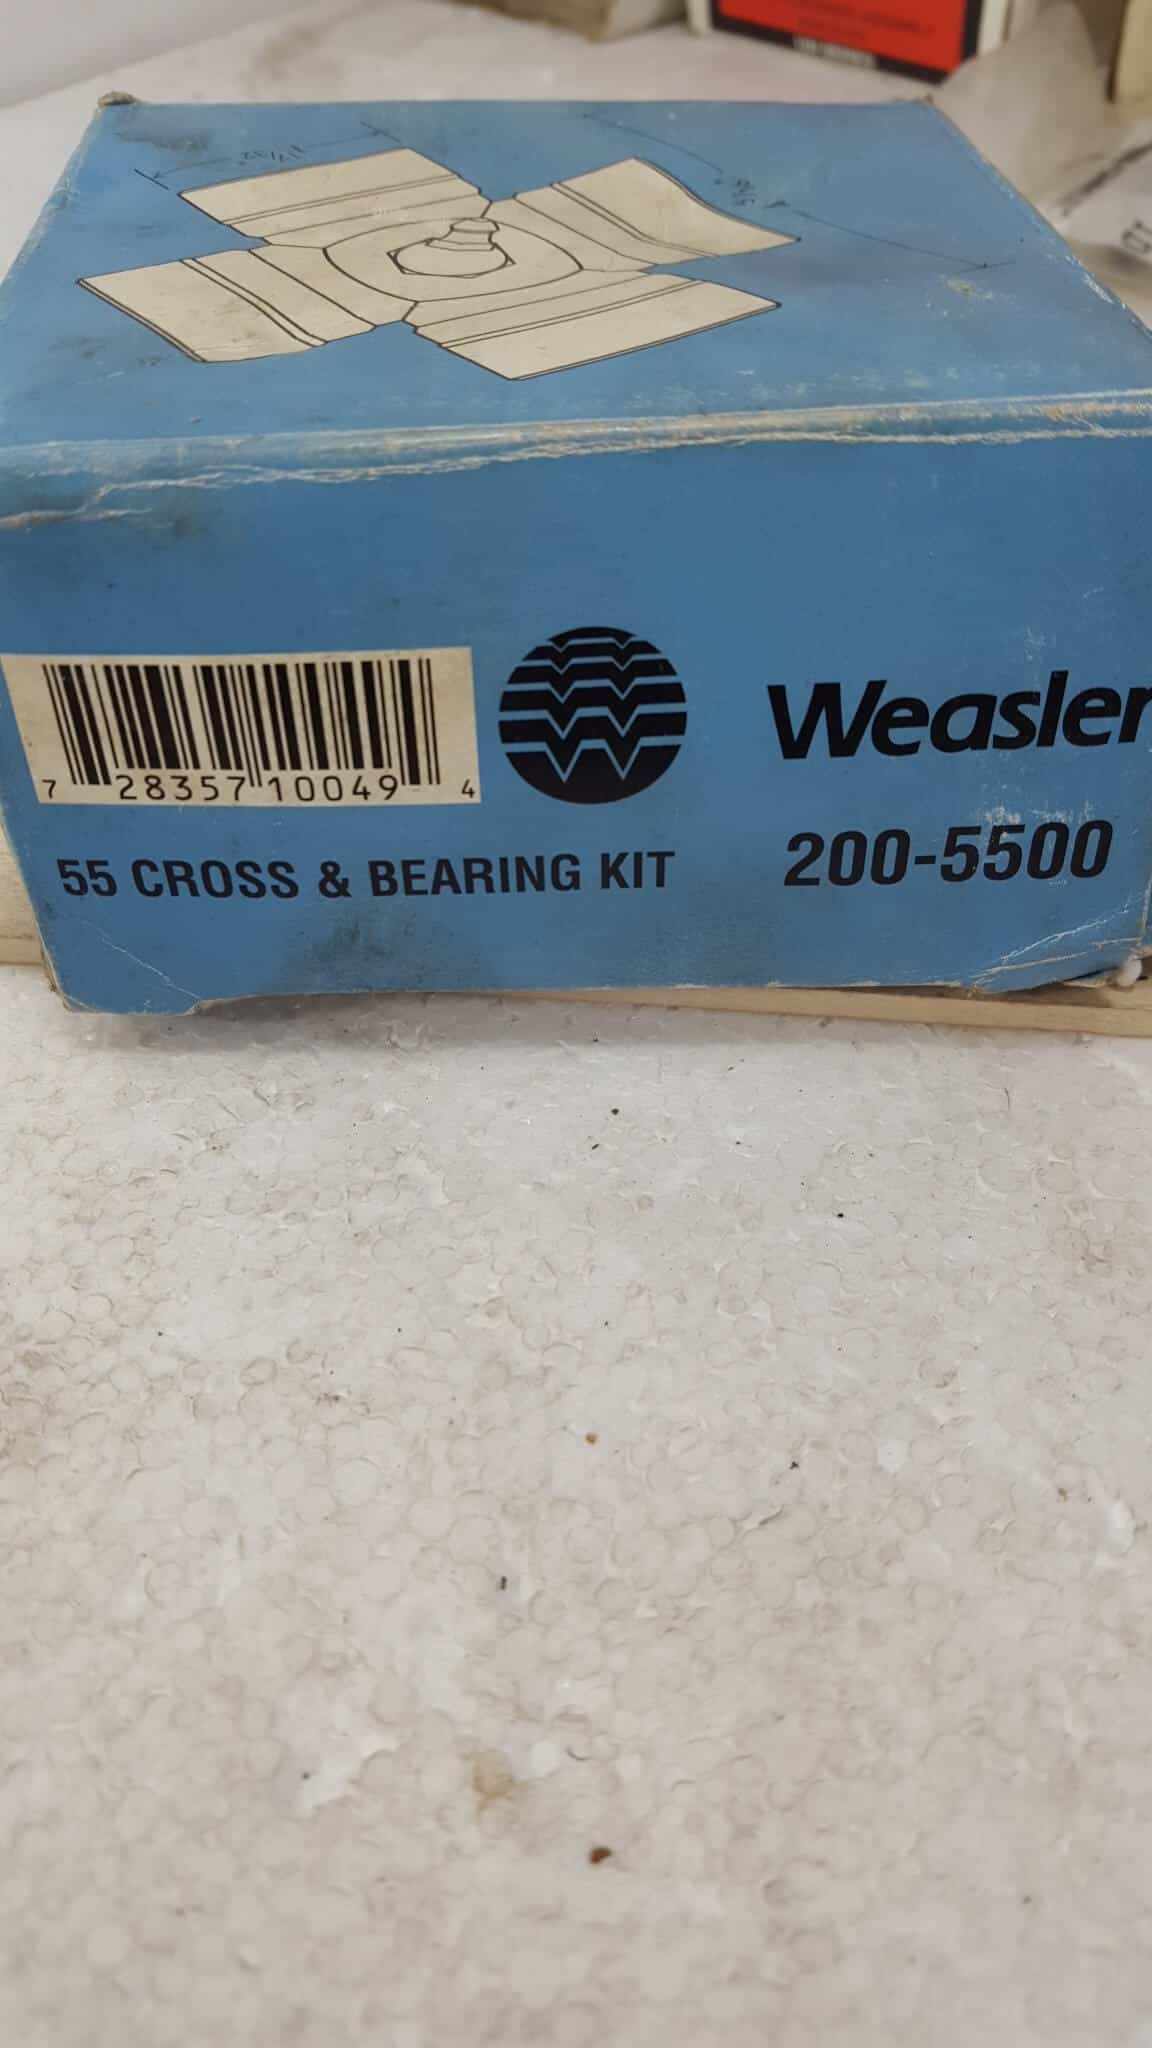 7 28357 10049 4
Weasler
55 CROSS & BEARING KIT
200-5500